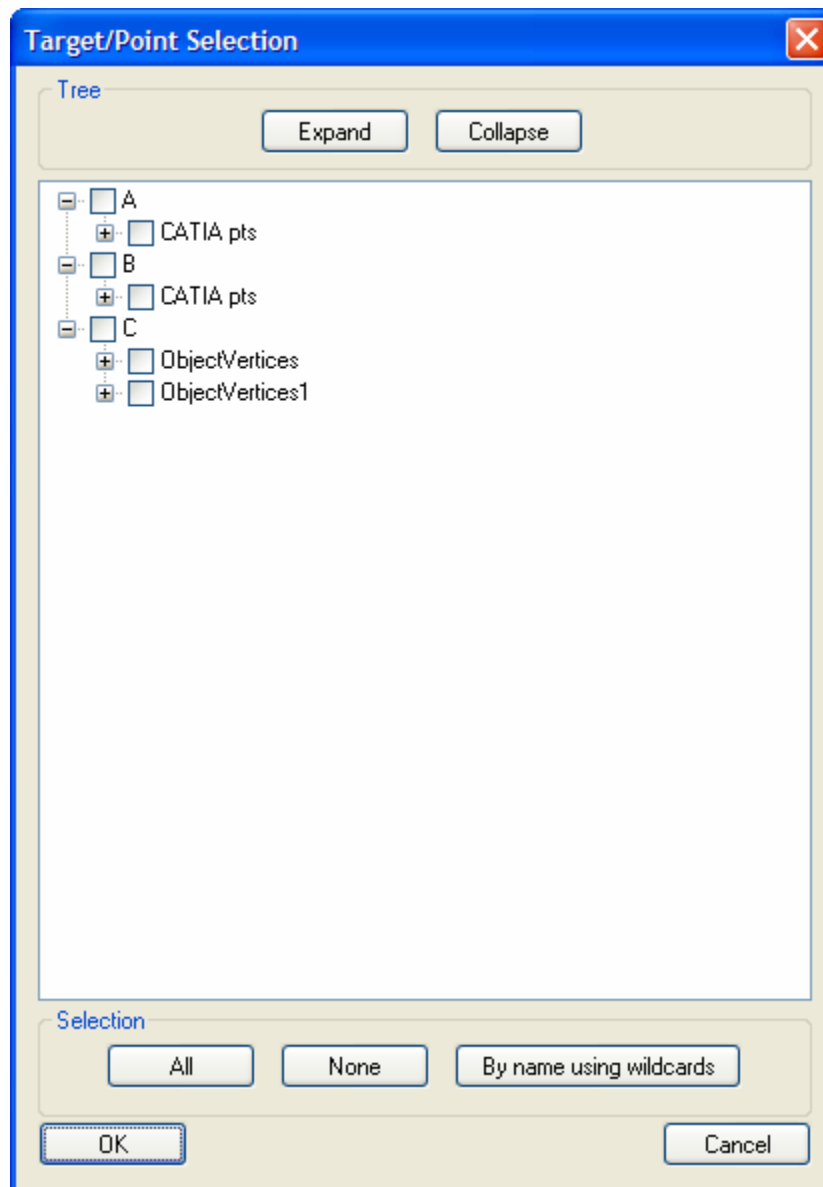 Target/Point Selection
Tree
Expand Collapse
A
CATIA pts
B
CATIA pts
C
ObjectVertices
ObjectVertices1
Selection
All None By name using wildcards
OK Cancel